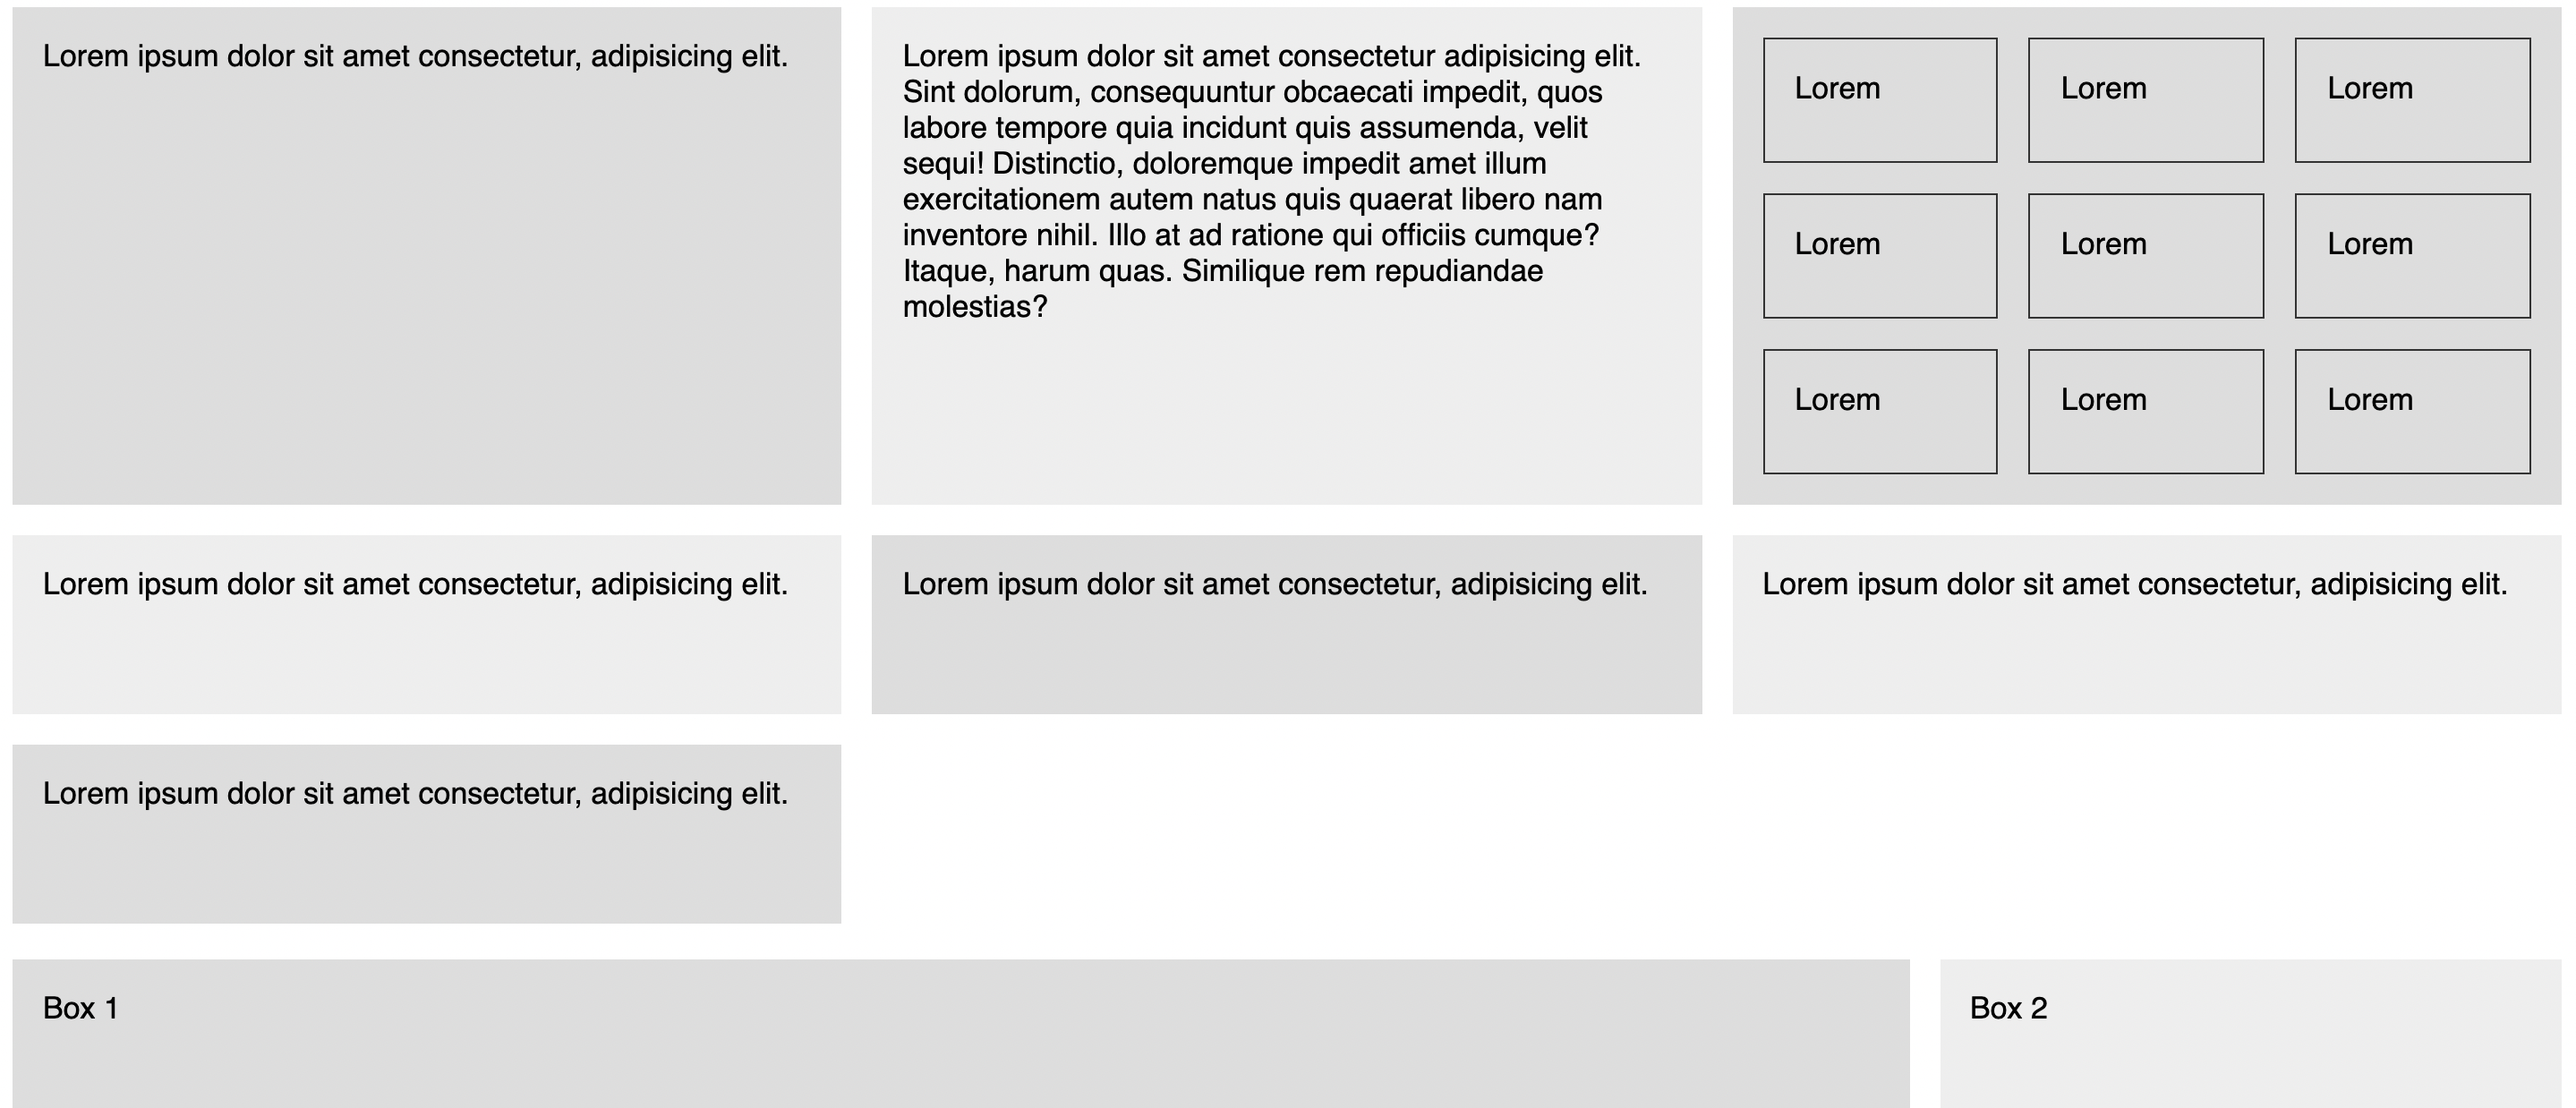 Lorem ipsum dolor sit amet consectetur, adipisicing elit.
Lorem ipsum dolor sit amet consectetur adipisicing elit.
Sint dolorum, consequuntur obcaecati impedit, quos
labore tempore quia incidunt quis assumenda, velit
sequi! Distinctio, doloremque impedit amet illum
exercitationem autem natus quis quaerat libero nam
inventore nihil. Illo at ad ratione qui officiis cumque?
Itaque, harum quas. Similique rem repudiandae
molestias?
Lorem
Lorem
Lorem
Lorem
Lorem
Lorem
Lorem
Lorem
Lorem
Lorem ipsum dolor sit amet consectetur, adipisicing elit.
Lorem ipsum dolor sit amet consectetur, adipisicing elit.
Lorem ipsum dolor sit amet consectetur, adipisicing elit.
Lorem ipsum dolor sit amet consectetur, adipisicing elit.
Box 1
Box 2